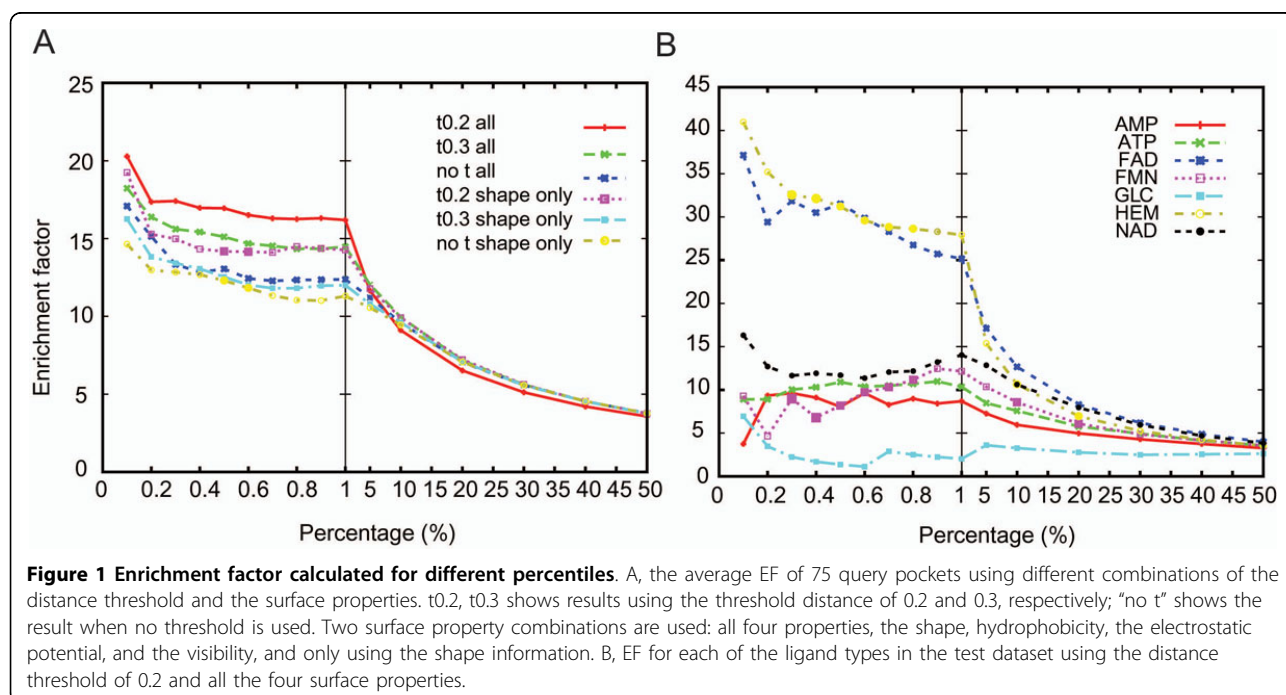 A
25
20
15
10
5
0
Enrichment factor
t0.2 all
t0.3 all
no t all
t0.2 shape only
t0.3 shape only
no t shape only
0 0.2 0.4 0.6 0.8 1 5 10 15 20 25 30 35 40 45 50
Percentage (%)
B
45
40
35
30
25
20
15
10
5
0
AMP
ATP
FAD
FMN
GLC
HEM
NAD
0 0.2 0.4 0.6 0.8 1 5 10 15 20 25 30 35 40 45 50
Percentage (%)
Figure 1 Enrichment factor calculated for different percentiles. A, the average EF of 75 query pockets using different combinations of the
distance threshold and the surface properties. t0.2, t0.3 shows results using the threshold distance of 0.2 and 0.3, respectively; "no t" shows the
result when no threshold is used. Two surface property combinations are used: all four properties, the shape, hydrophobicity, the electrostatic
potential, and the visibility, and only using the shape information. B, EF for each of the ligand types in the test dataset using the distance
threshold of 0.2 and all the four surface properties.